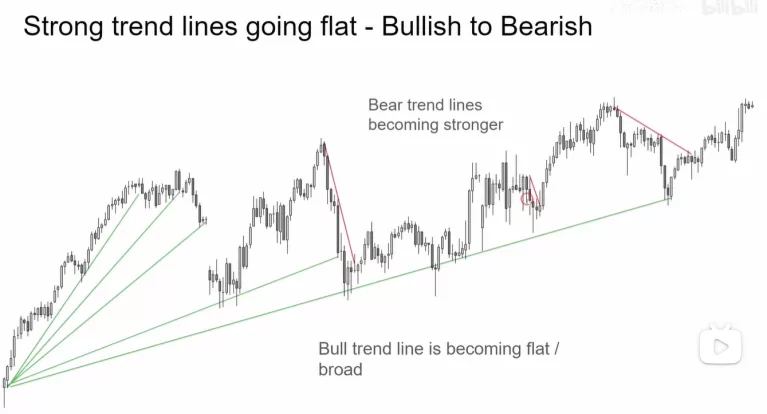 bilibili
Strong trend lines going flat - Bullish to Bearish
Bear trend lines
becoming stronger
Bull trend line is becoming flat /
broad